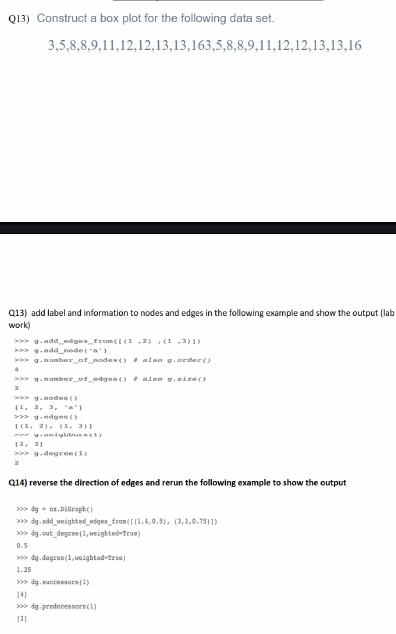 Q13) Construct a box plot for the following data set.
3,5,8,8,9,11,12,12,13,13,163,5,8,8,9,11,12,12,13,13,16
Q13) add label and information to nodes and edges in the following example and show the output (lab
work)
>>> g.add_edges_from([(1 ,2) ,(1 ,3)])
>>> g.add_node('a')
>>> g.number_of_nodes() # also g.order()
4
>>> g.number_of_edges() # also g.size()
2
>>> g.nodes()
[1, 2, 3, 'a']
>>> g.edges()
[(1, 2), (1, 3)]
>>> g.neighbors(1)
[2, 3]
>>> g.degree(1)
2
Q14) reverse the direction of edges and rerun the following example to show the output
>>> dg = nx.DiGraph()
>>> dg.add_weighted_edges_from([(1,4,0.5), (3,1,0.75)])
>>> dg.out_degree(1,weighted=True)
0.5
>>> dg.degree(1,weighted=True)
1.25
>>> dg.successors(1)
[4]
>>> dg.predecessors(1)
[3]